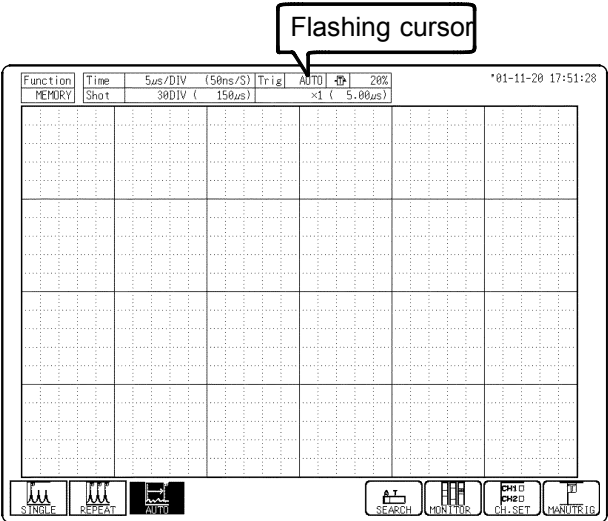 Flashing cursor
Function Time 5µs/DIV (50ns/S) Trig AUTO 20% '01-11-20 17:51:28
MEMORY Shot 30DIV ( 150µs) ×1 ( 5.00µs)
A T CH1
CH2
SINGLE REPEAT AUTO SEARCH MONITOR CH.SET MANUTRIG